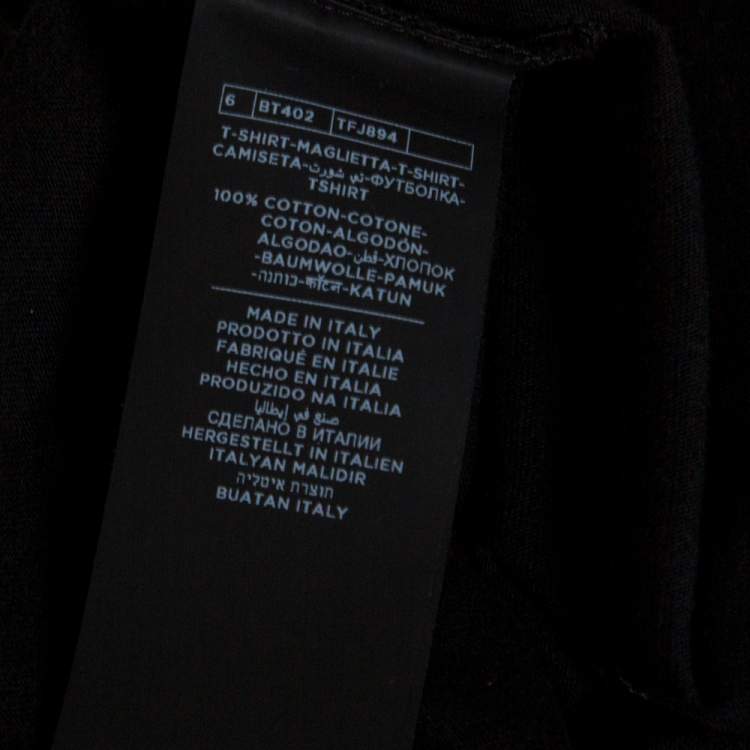 6 BT402 TFJ894
T-SHIRT-MAGLIETTA-T-SHIRT-
CAMISETA-تي شورت-ФУТБОЛКА-
TSHIRT
100% COTTON-COTONE-
COTON-ALGODÓN-
ALGODAO-قطن-ХЛОПОК
-BAUMWOLLE-PAMUK
-כותנה-कॉटन-KATUN
MADE IN ITALY
PRODOTTO IN ITALIA
FABRIQUÉ EN ITALIE
HECHO EN ITALIA
PRODUZIDO NA ITALIA
صنع في إيطاليا
СДЕЛАНО В ИТАЛИИ
HERGESTELLT IN ITALIEN
ITALYAN MALIDIR
תוצרת איטליה
BUATAN ITALY